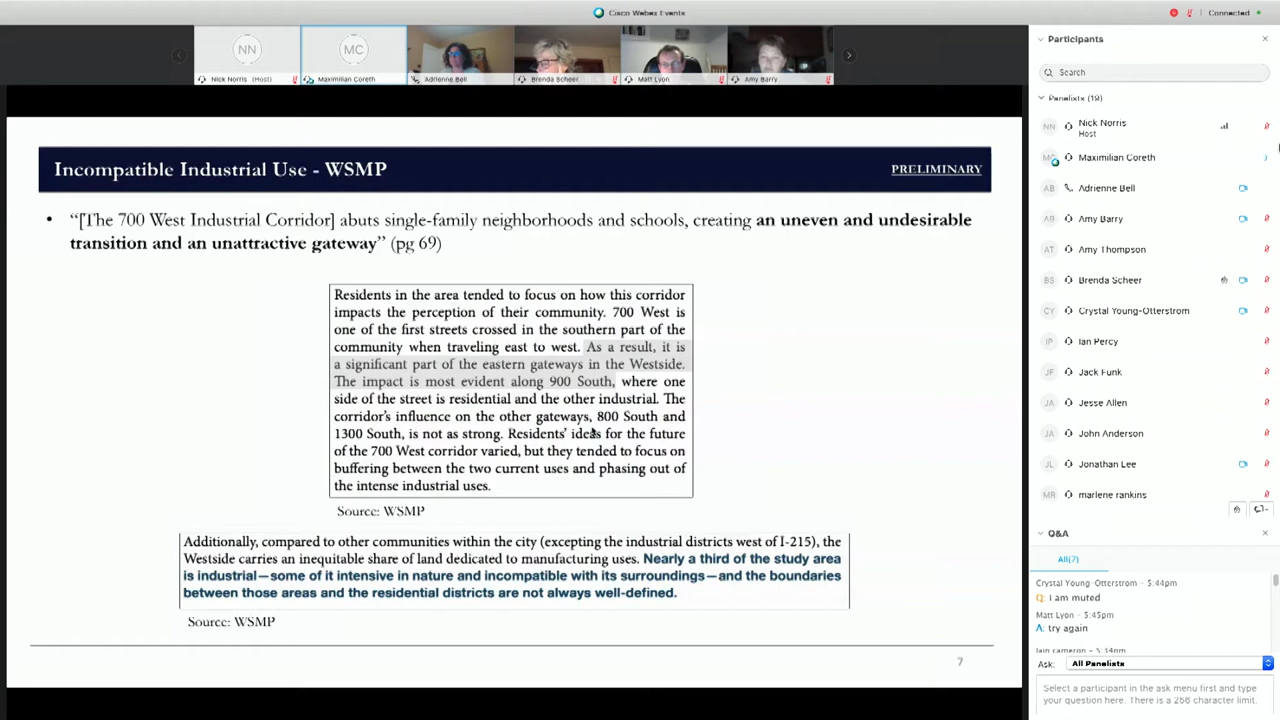 Cisco Webex Events
Connected
NN
MC
Nick Norris (Host)
Maximilian Coreth
Adrienne Bell
Brenda Scheer
Matt Lyon
Amy Barry
Incompatible Industrial Use - WSMP
PRELIMINARY
• “[The 700 West Industrial Corridor] abuts single-family neighborhoods and schools, creating an uneven and undesirable
transition and an unattractive gateway” (pg 69)
Residents in the area tended to focus on how this corridor
impacts the perception of their community. 700 West is
one of the first streets crossed in the southern part of the
community when traveling east to west. As a result, it is
a significant part of the eastern gateways in the Westside.
The impact is most evident along 900 South, where one
side of the street is residential and the other industrial. The
corridor’s influence on the other gateways, 800 South and
1300 South, is not as strong. Residents’ ideas for the future
of the 700 West corridor varied, but they tended to focus on
buffering between the two current uses and phasing out of
the intense industrial uses.
Source: WSMP
Additionally, compared to other communities within the city (excepting the industrial districts west of I-215), the
Westside carries an inequitable share of land dedicated to manufacturing uses. Nearly a third of the study area
is industrial—some of it intensive in nature and incompatible with its surroundings—and the boundaries
between those areas and the residential districts are not always well-defined.
Source: WSMP
7
Participants
Search
Panelists (19)
NN Nick Norris
Host
MC Maximilian Coreth
AB Adrienne Bell
AB Amy Barry
AT Amy Thompson
BS Brenda Scheer
CY Crystal Young-Otterstrom
IP Ian Percy
JF Jack Funk
JA Jesse Allen
JA John Anderson
JL Jonathan Lee
MR marlene rankins
Q&A
All(7)
Crystal Young-Otterstrom - 5:44pm
Q: I am muted
Matt Lyon - 5:45pm
A: try again
Ask: All Panelists
Select a participant in the ask menu first and type
your question here. There is a 256 character limit.